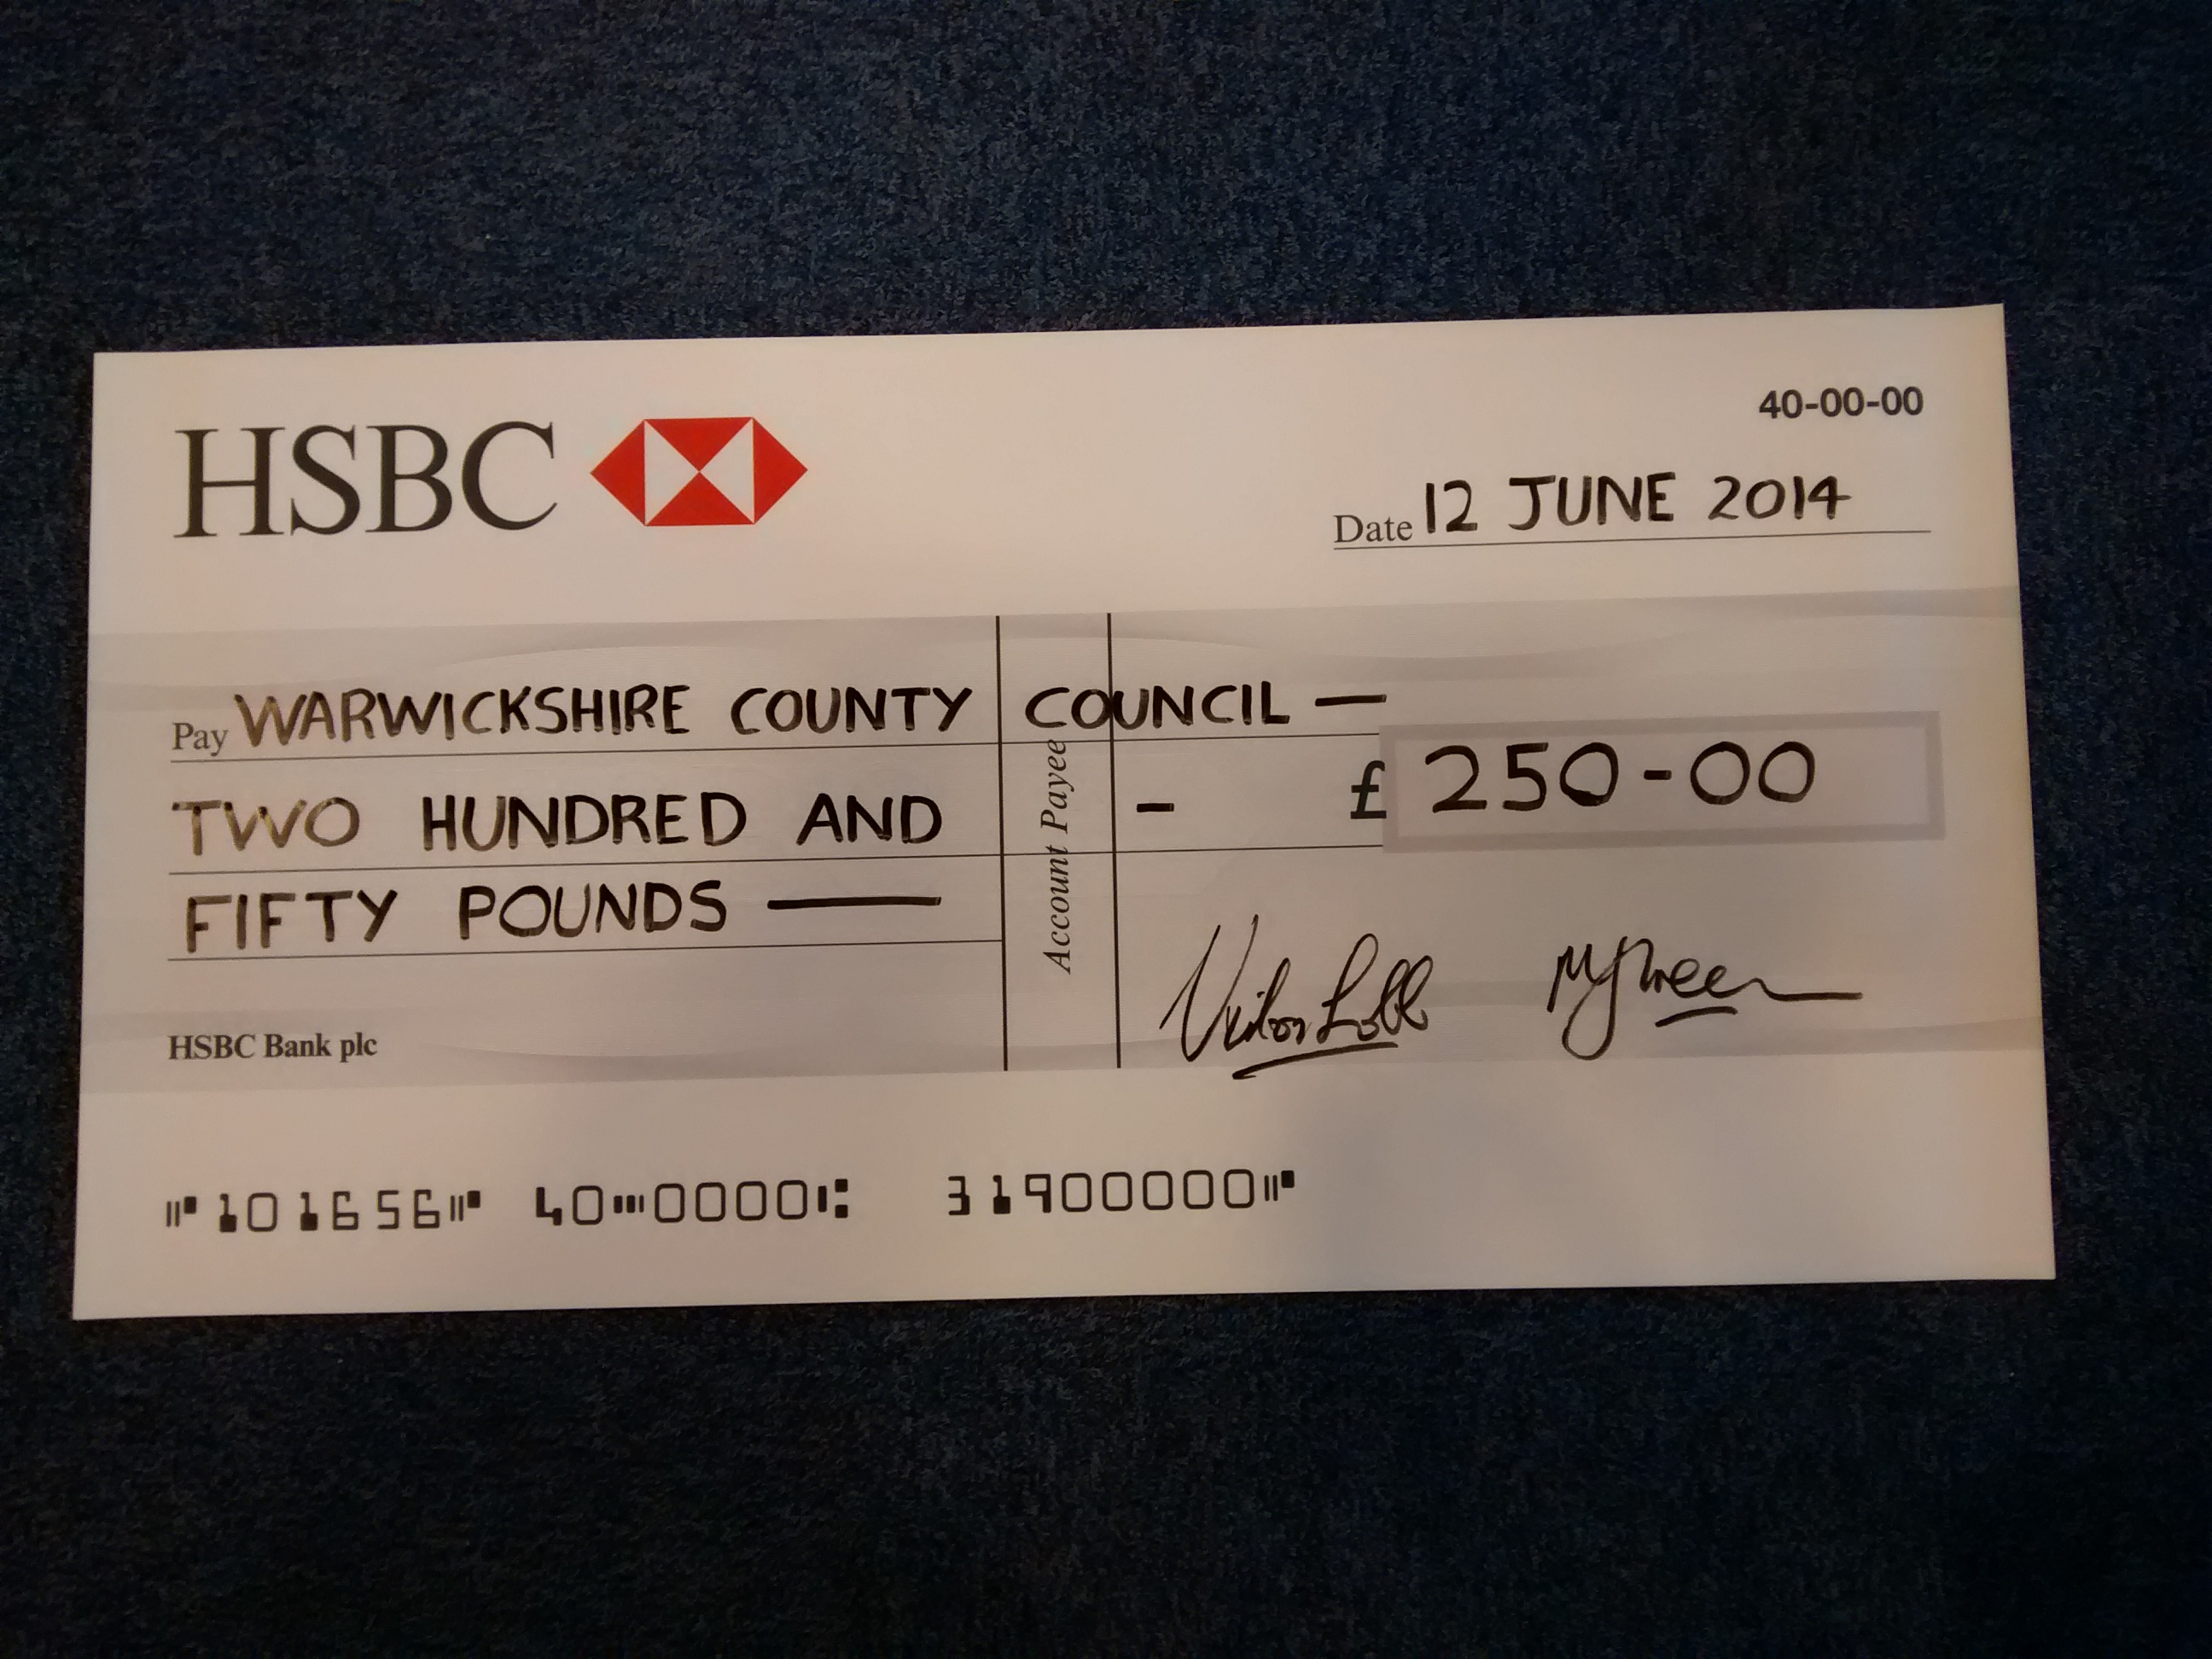 HSBC
40-00-00
Date 12 JUNE 2014
Pay WARWICKSHIRE COUNTY COUNCIL —
TWO HUNDRED AND - £ 250-00
FIFTY POUNDS —
Account Payee
HSBC Bank plc
⑈101656⑈ 40⑉0000⑆ 31900000⑈